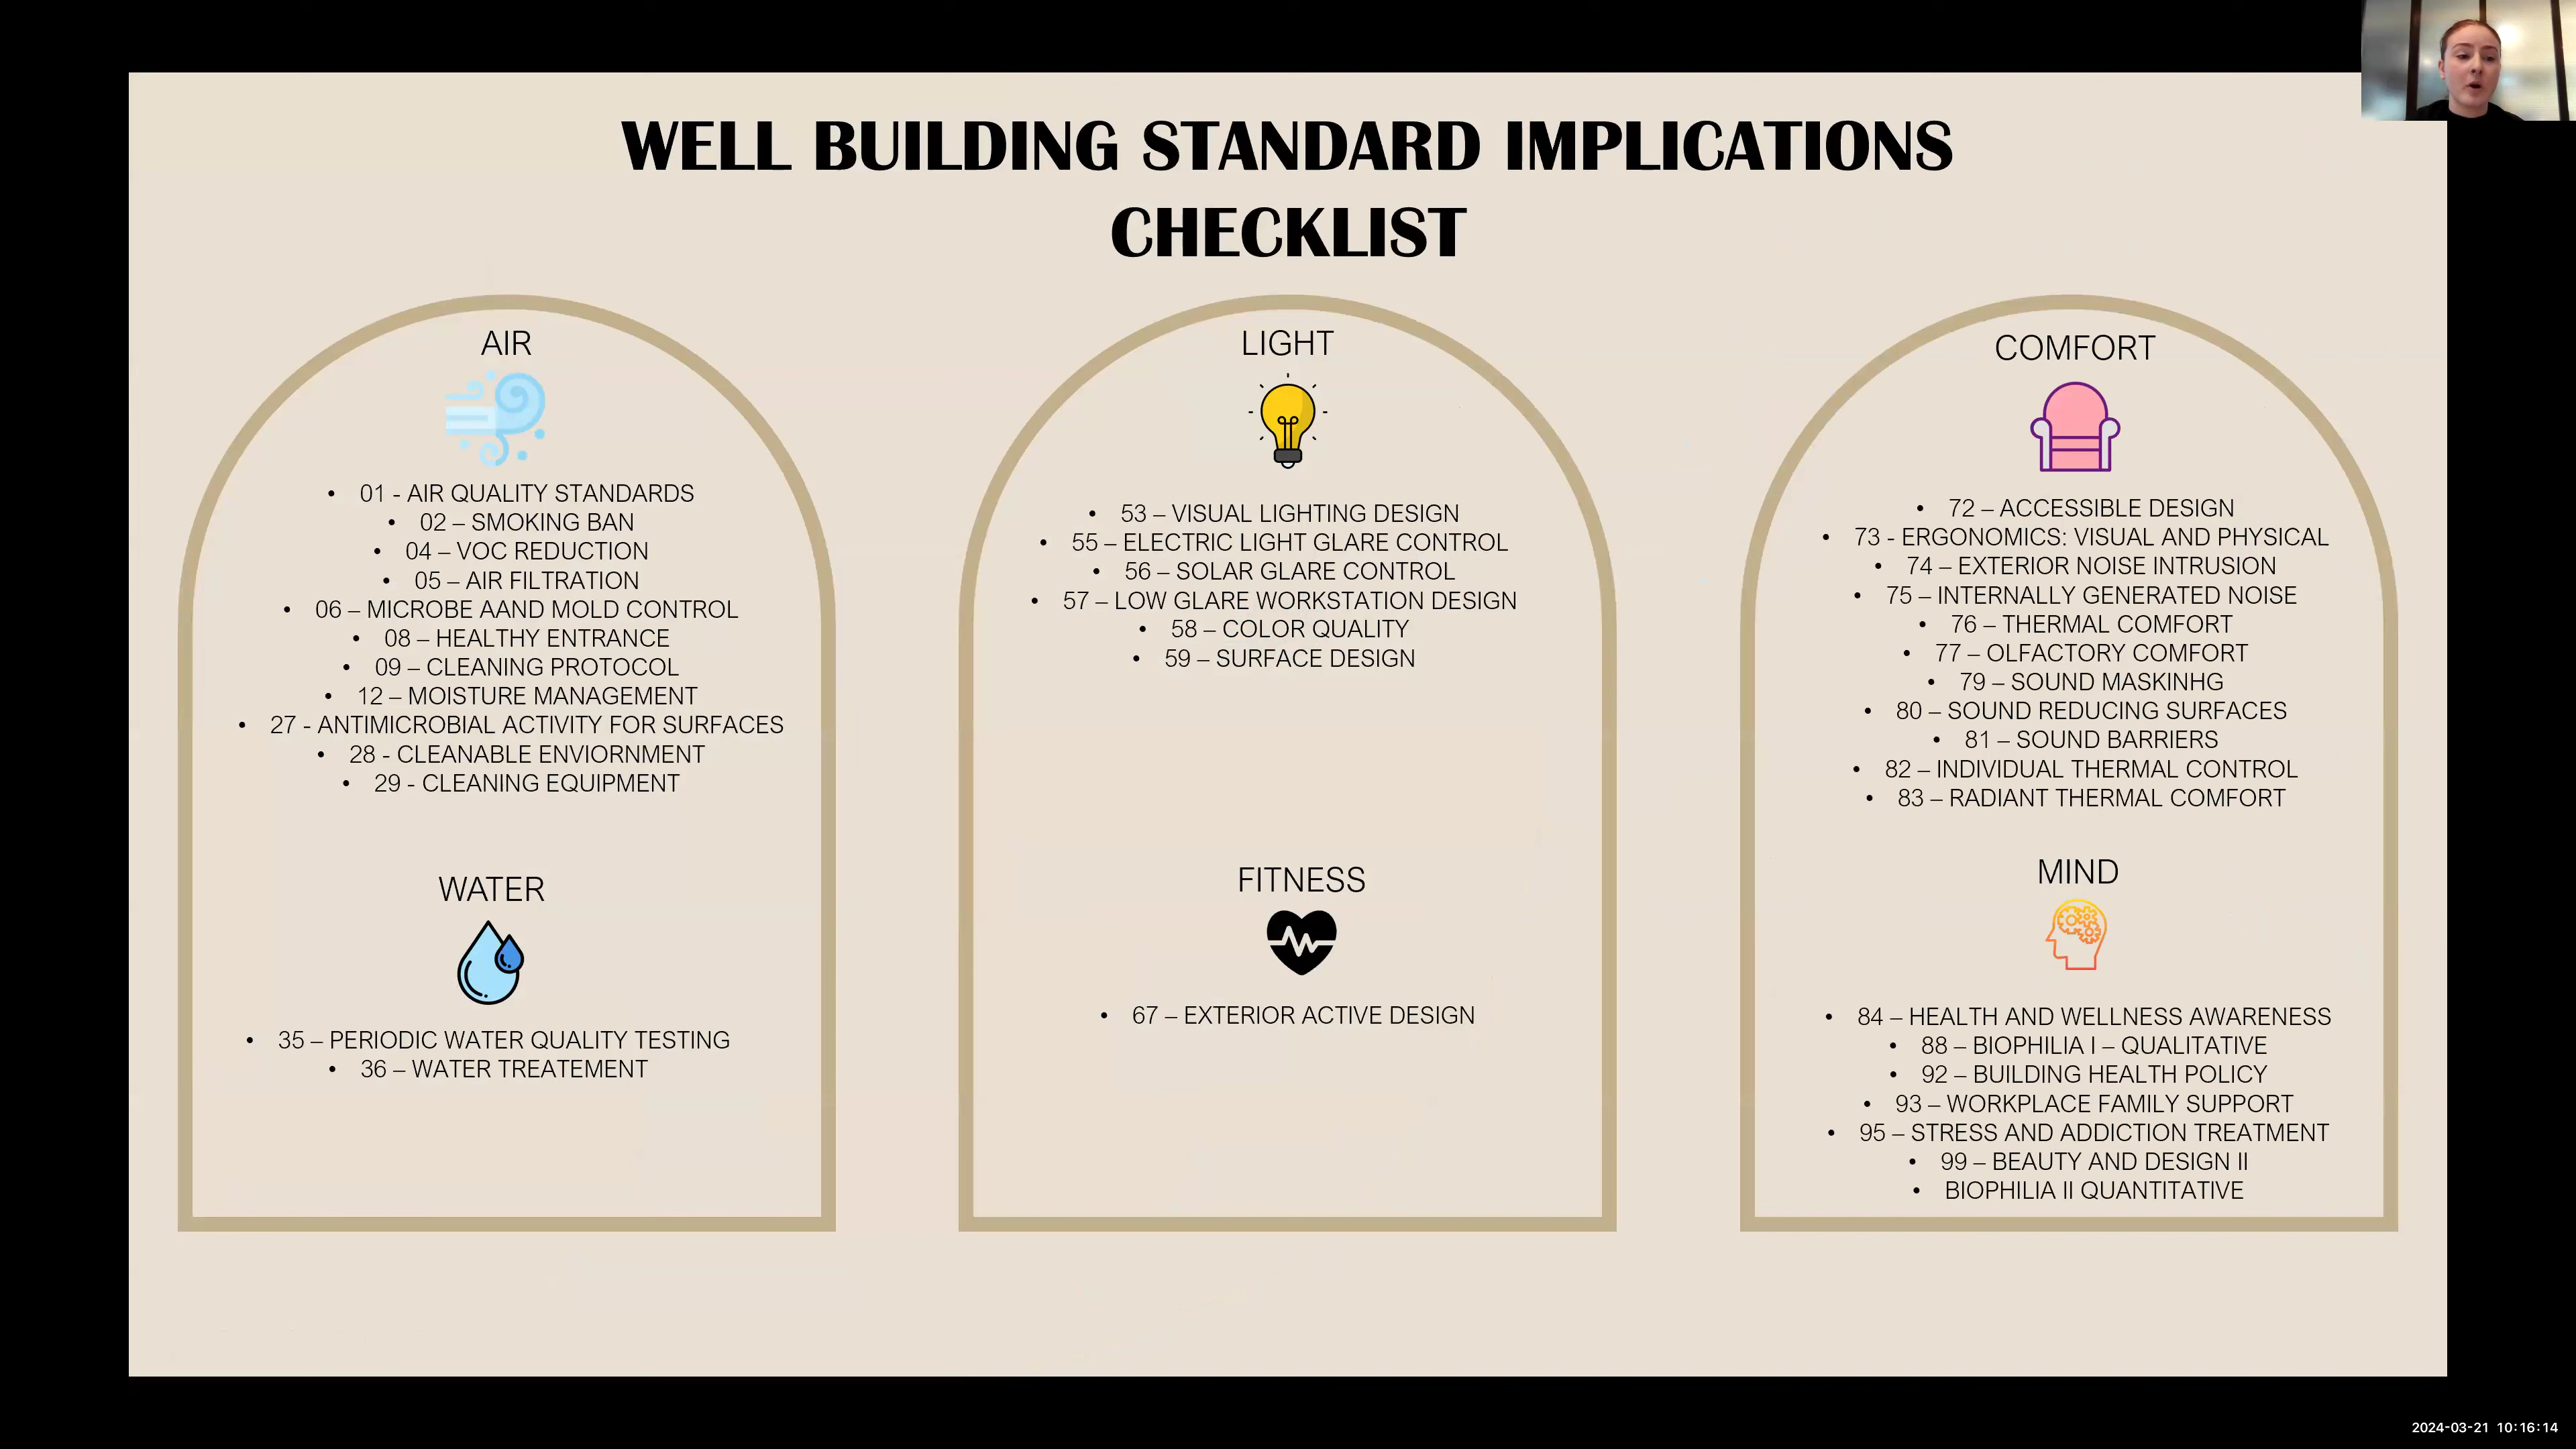 WELL BUILDING STANDARD IMPLICATIONS
CHECKLIST
AIR
• 01 - AIR QUALITY STANDARDS
• 02 – SMOKING BAN
• 04 – VOC REDUCTION
• 05 – AIR FILTRATION
• 06 – MICROBE AAND MOLD CONTROL
• 08 – HEALTHY ENTRANCE
• 09 – CLEANING PROTOCOL
• 12 – MOISTURE MANAGEMENT
• 27 - ANTIMICROBIAL ACTIVITY FOR SURFACES
• 28 - CLEANABLE ENVIORNMENT
• 29 - CLEANING EQUIPMENT
WATER
• 35 – PERIODIC WATER QUALITY TESTING
• 36 – WATER TREATEMENT
LIGHT
• 53 – VISUAL LIGHTING DESIGN
• 55 – ELECTRIC LIGHT GLARE CONTROL
• 56 – SOLAR GLARE CONTROL
• 57 – LOW GLARE WORKSTATION DESIGN
• 58 – COLOR QUALITY
• 59 – SURFACE DESIGN
FITNESS
• 67 – EXTERIOR ACTIVE DESIGN
COMFORT
• 72 – ACCESSIBLE DESIGN
• 73 - ERGONOMICS: VISUAL AND PHYSICAL
• 74 – EXTERIOR NOISE INTRUSION
• 75 – INTERNALLY GENERATED NOISE
• 76 – THERMAL COMFORT
• 77 – OLFACTORY COMFORT
• 79 – SOUND MASKINHG
• 80 – SOUND REDUCING SURFACES
• 81 – SOUND BARRIERS
• 82 – INDIVIDUAL THERMAL CONTROL
• 83 – RADIANT THERMAL COMFORT
MIND
• 84 – HEALTH AND WELLNESS AWARENESS
• 88 – BIOPHILIA I – QUALITATIVE
• 92 – BUILDING HEALTH POLICY
• 93 – WORKPLACE FAMILY SUPPORT
• 95 – STRESS AND ADDICTION TREATMENT
• 99 – BEAUTY AND DESIGN II
• BIOPHILIA II QUANTITATIVE
2024-03-21 10:16:14